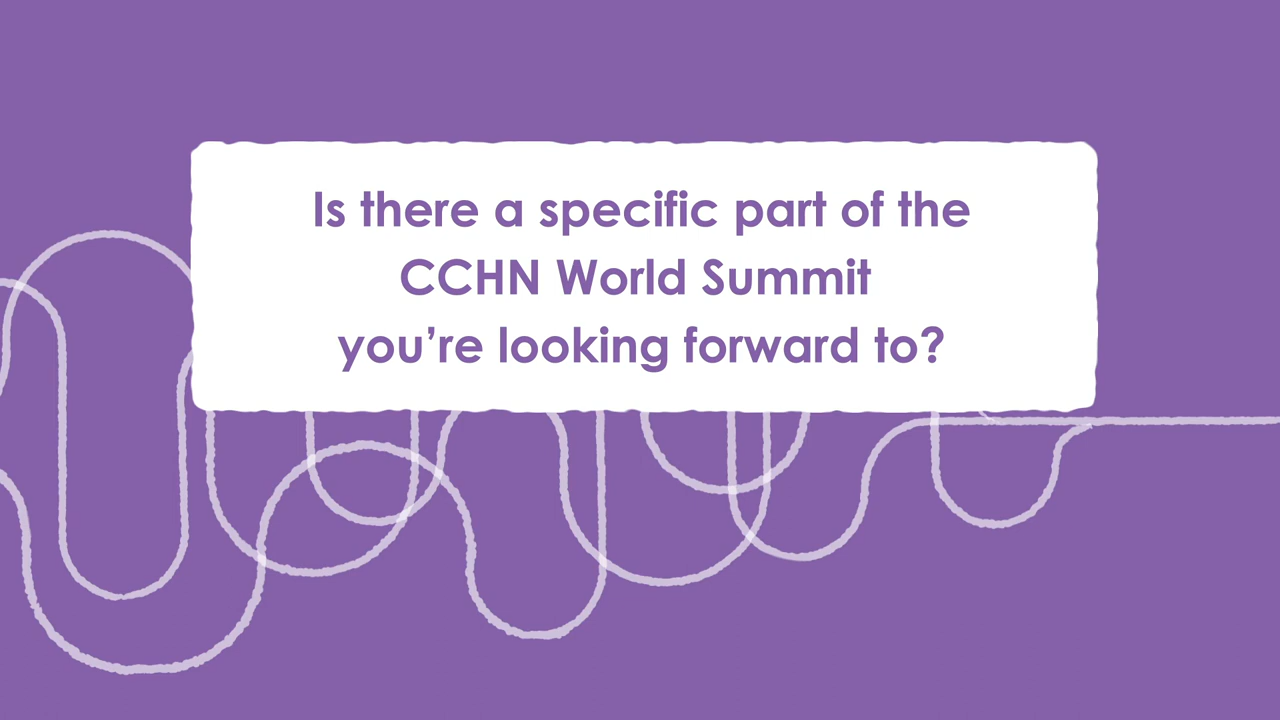 Is there a specific part of the
CCHN World Summit
you’re looking forward to?